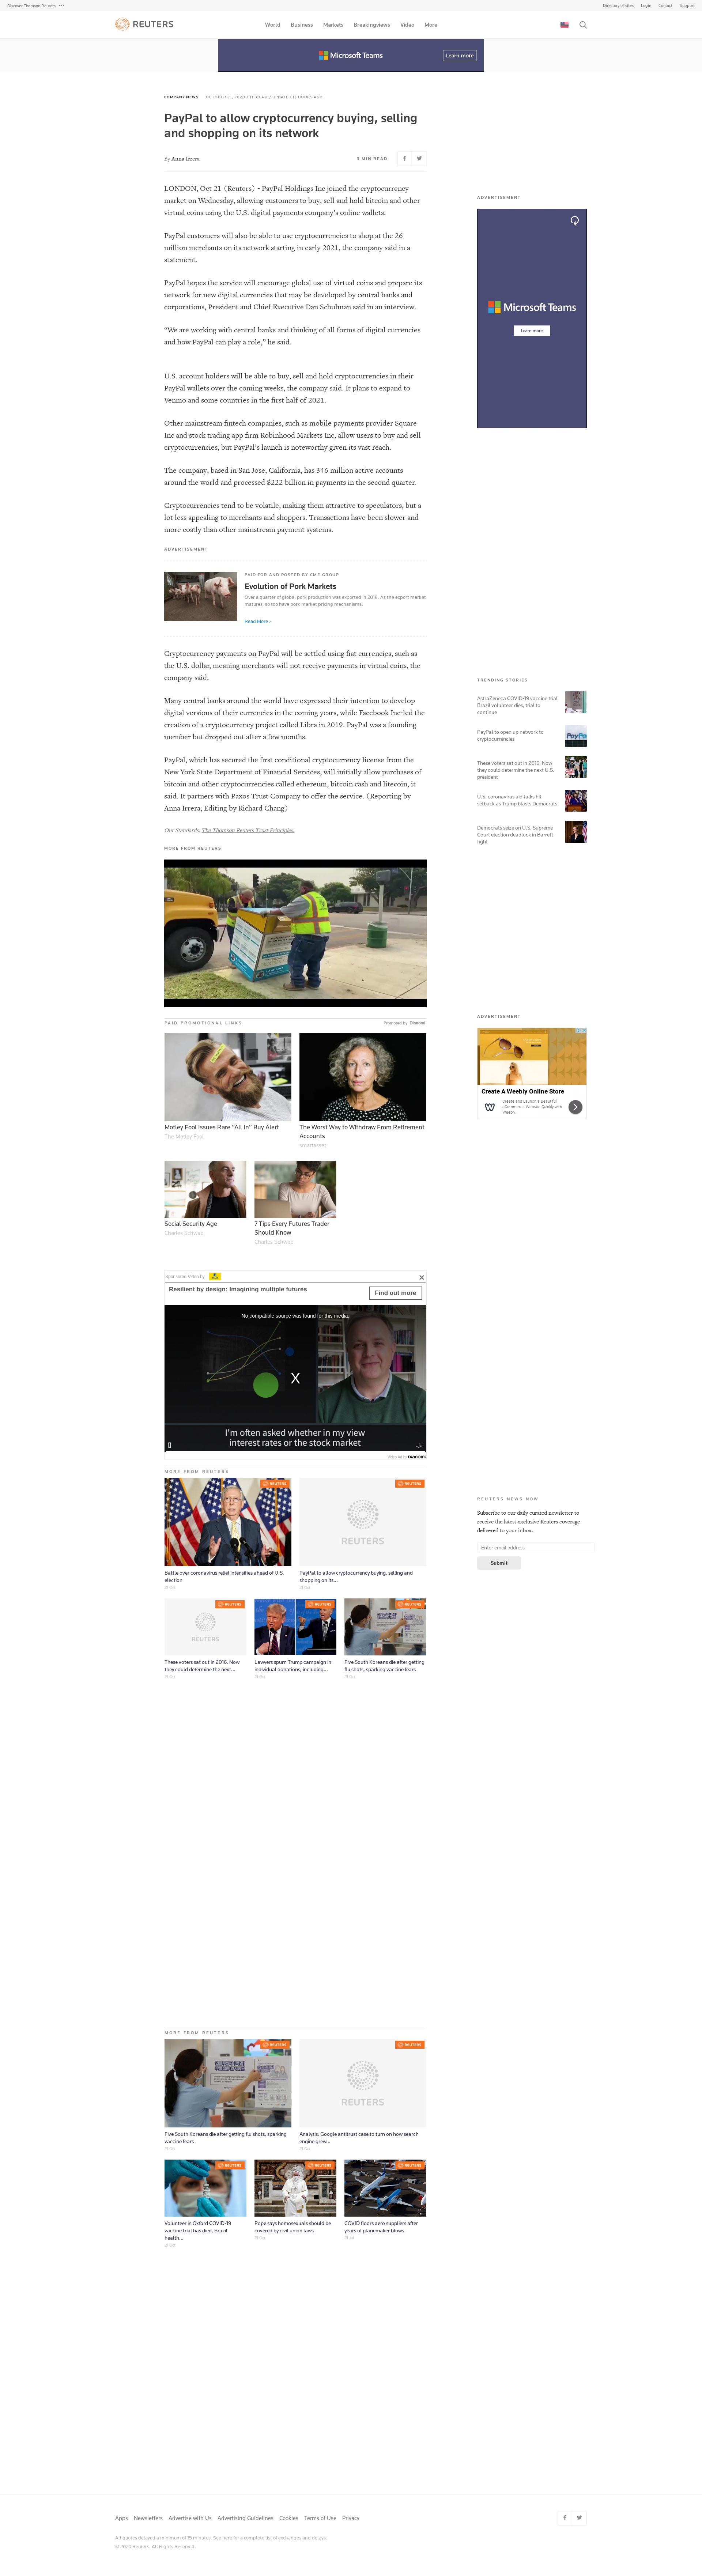 Discover Thomson Reuters
Directory of sites
Login
Contact
Support
REUTERS
World
Business
Markets
Breakingviews
Video
More
Microsoft Teams
Learn more
COMPANY NEWS
OCTOBER 21, 2020 / 11:09 AM / UPDATED 15 HOURS AGO
PayPal to allow cryptocurrency buying, selling
and shopping on its network
By Anna Irrera
3 MIN READ
LONDON, Oct 21 (Reuters) - PayPal Holdings Inc joined the cryptocurrency
market on Wednesday, allowing customers to buy, sell and hold bitcoin and other
virtual coins using the U.S. digital payments company’s online wallets.
PayPal customers will also be able to use cryptocurrencies to shop at the 26
million merchants on its network starting in early 2021, the company said in a
statement.
PayPal hopes the service will encourage global use of virtual coins and prepare its
network for new digital currencies that may be developed by central banks and
corporations, President and Chief Executive Dan Schulman said in an interview.
“We are working with central banks and thinking of all forms of digital currencies
and how PayPal can play a role,” he said.
U.S. account holders will be able to buy, sell and hold cryptocurrencies in their
PayPal wallets over the coming weeks, the company said. It plans to expand to
Venmo and some countries in the first half of 2021.
Other mainstream fintech companies, such as mobile payments provider Square
Inc and stock trading app firm Robinhood Markets Inc, allow users to buy and sell
cryptocurrencies, but PayPal’s launch is noteworthy given its vast reach.
The company, based in San Jose, California, has 346 million active accounts
around the world and processed $222 billion in payments in the second quarter.
Cryptocurrencies tend to be volatile, making them attractive to speculators, but a
lot less appealing to merchants and shoppers. Transactions have been slower and
more costly than other mainstream payment systems.
ADVERTISEMENT
PAID FOR AND POSTED BY CME GROUP
Evolution of Pork Markets
Over a quarter of global pork production was exported in 2019. As the export market
matures, so too have pork market pricing mechanisms.
Read More ›
Cryptocurrency payments on PayPal will be settled using fiat currencies, such as
the U.S. dollar, meaning merchants will not receive payments in virtual coins, the
company said.
Many central banks around the world have expressed their intention to develop
digital versions of their currencies in the coming years, while Facebook Inc-led the
creation of a cryptocurrency project called Libra in 2019. PayPal was a founding
member but dropped out after a few months.
PayPal, which has secured the first conditional cryptocurrency license from the
New York State Department of Financial Services, will initially allow purchases of
bitcoin and other cryptocurrencies ethereum, bitcoin cash and litecoin, it
said. It partners with Paxos Trust Company to offer the service. (Reporting by
Anna Irrera; Editing by Richard Chang)
Our Standards: The Thomson Reuters Trust Principles.
MORE FROM REUTERS
PAID PROMOTIONAL LINKS
Promoted by Dianomi
Motley Fool Issues Rare "All In" Buy Alert
The Motley Fool
The Worst Way to Withdraw From Retirement
Accounts
smartasset
Social Security Age
Charles Schwab
7 Tips Every Futures Trader
Should Know
Charles Schwab
Sponsored Video by
Resilient by design: Imagining multiple futures
Find out more
No compatible source was found for this media.
X
I'm often asked whether in my view
interest rates or the stock market
MORE FROM REUTERS
REUTERS
REUTERS
REUTERS
Battle over coronavirus relief intensifies ahead of U.S.
election
21 Oct
PayPal to allow cryptocurrency buying, selling and
shopping on its...
21 Oct
REUTERS
REUTERS
REUTERS
REUTERS
These voters sat out in 2016. Now
they could determine the next...
21 Oct
Lawyers spurn Trump campaign in
individual donations, including...
21 Oct
Five South Koreans die after getting
flu shots, sparking vaccine fears
21 Oct
MORE FROM REUTERS
REUTERS
REUTERS
REUTERS
Five South Koreans die after getting flu shots, sparking
vaccine fears
21 Oct
Analysis: Google antitrust case to turn on how search
engine grew...
21 Oct
REUTERS
REUTERS
REUTERS
Volunteer in Oxford COVID-19
vaccine trial has died, Brazil
health...
21 Oct
Pope says homosexuals should be
covered by civil union laws
21 Oct
COVID floors aero suppliers after
years of planemaker blows
ADVERTISEMENT
Microsoft Teams
Learn more
TRENDING STORIES
AstraZeneca COVID-19 vaccine trial
Brazil volunteer dies, trial to
continue
PayPal to open up network to
cryptocurrencies
These voters sat out in 2016. Now
they could determine the next U.S.
president
U.S. coronavirus aid talks hit
setback as Trump blasts Democrats
Democrats seize on U.S. Supreme
Court election deadlock in Barrett
fight
ADVERTISEMENT
Create A Weebly Online Store
Create and Launch a Beautiful
eCommerce Website Quickly with
Weebly.
REUTERS NEWS NOW
Subscribe to our daily curated newsletter to
receive the latest exclusive Reuters coverage
delivered to your inbox.
Enter email address
Submit
Apps
Newsletters
Advertise with Us
Advertising Guidelines
Cookies
Terms of Use
Privacy
All quotes delayed a minimum of 15 minutes. See here for a complete list of exchanges and delays.
© 2020 Reuters. All Rights Reserved.